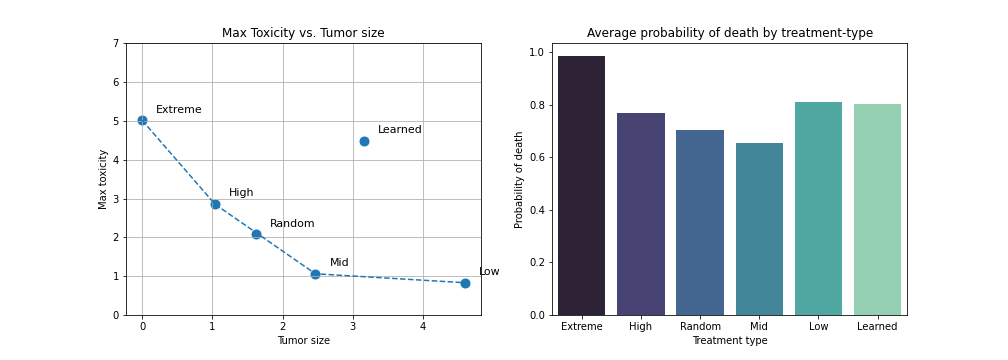 Max Toxicity vs. Tumor size
7
6
5
4
3
2
1
0
Max toxicity
Extreme
High
Random
Mid
Low
Learned
0 1 2 3 4
Tumor size
Average probability of death by treatment-type
1.0
0.8
0.6
0.4
0.2
0.0
Probability of death
Extreme High Random Mid Low Learned
Treatment type